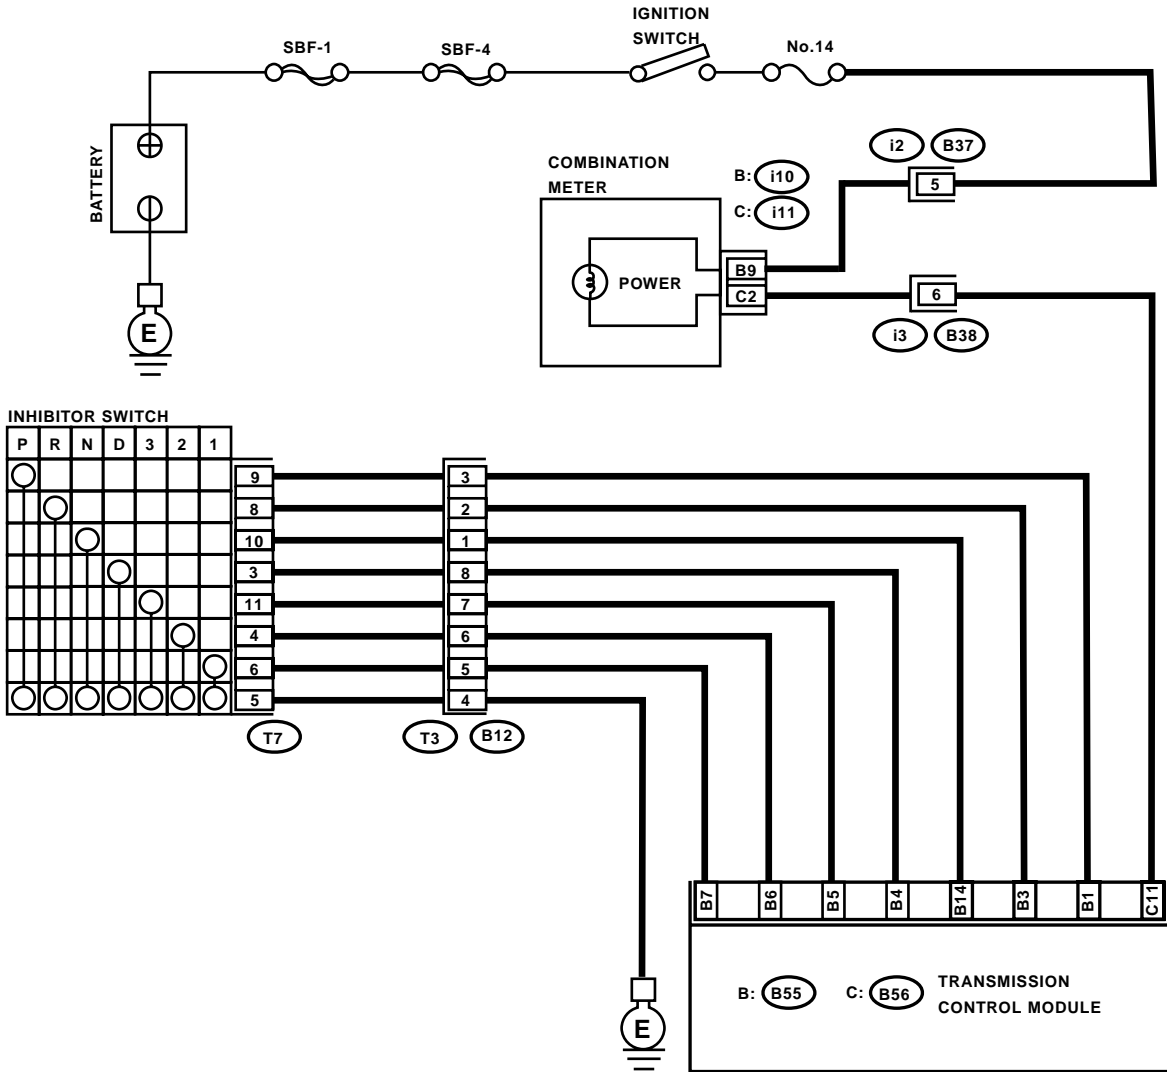 IGNITION
SWITCH
SBF-1
SBF-4
No.14
BATTERY
COMBINATION
METER
B: i10
C: i11
i2 B37
5
POWER
B9
C2
6
i3 B38
E
INHIBITOR SWITCH
P R N D 3 2 1
9 3
8 2
10 1
3 8
11 7
4 6
6 5
5 4
T7 T3 B12
B7 B6 B5 B4 B14 B3 B1 C11
B: B55 C: B56
TRANSMISSION
CONTROL MODULE
E